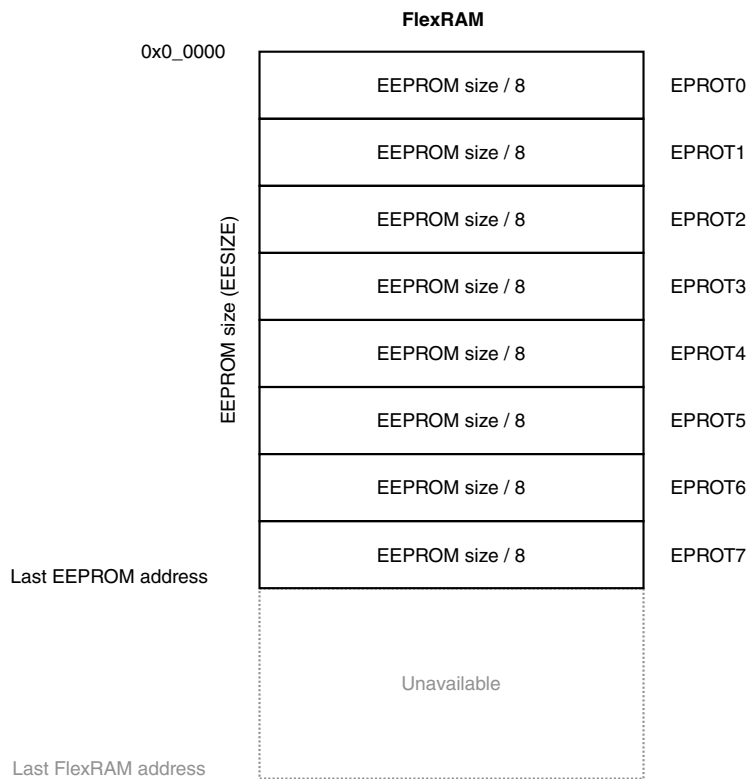 FlexRAM
0x0_0000
EEPROM size / 8 EPROT0
EEPROM size / 8 EPROT1
EEPROM size / 8 EPROT2
EEPROM size / 8 EPROT3
EEPROM size / 8 EPROT4
EEPROM size / 8 EPROT5
EEPROM size / 8 EPROT6
EEPROM size / 8 EPROT7
EEPROM size (EESIZE)
Last EEPROM address
Unavailable
Last FlexRAM address